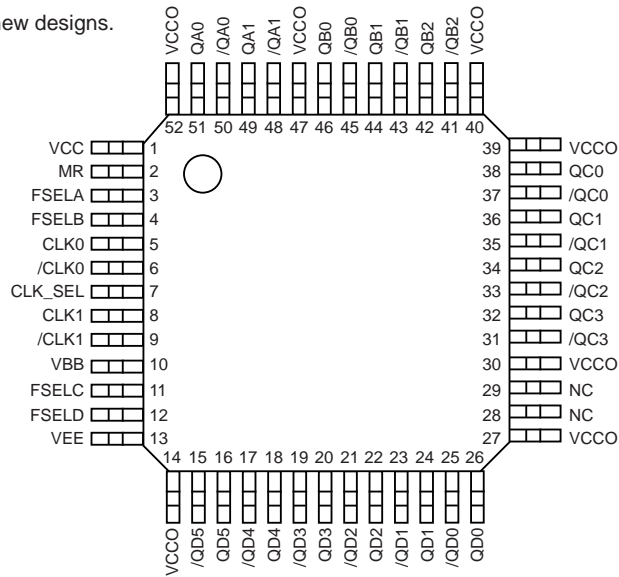 new designs.
VCCO QA0 /QA0 QA1 /QA1 VCCO QB0 /QB0 QB1 /QB1 QB2 /QB2 VCCO
52 51 50 49 48 47 46 45 44 43 42 41 40
VCC 1
MR 2
FSELA 3
FSELB 4
CLK0 5
/CLK0 6
CLK_SEL 7
CLK1 8
/CLK1 9
VBB 10
FSELC 11
FSELD 12
VEE 13
39 VCCO
38 QC0
37 /QC0
36 QC1
35 /QC1
34 QC2
33 /QC2
32 QC3
31 /QC3
30 VCCO
29 NC
28 NC
27 VCCO
14 15 16 17 18 19 20 21 22 23 24 25 26
VCCO /QD5 QD5 /QD4 QD4 /QD3 QD3 /QD2 QD2 /QD1 QD1 /QD0 QD0